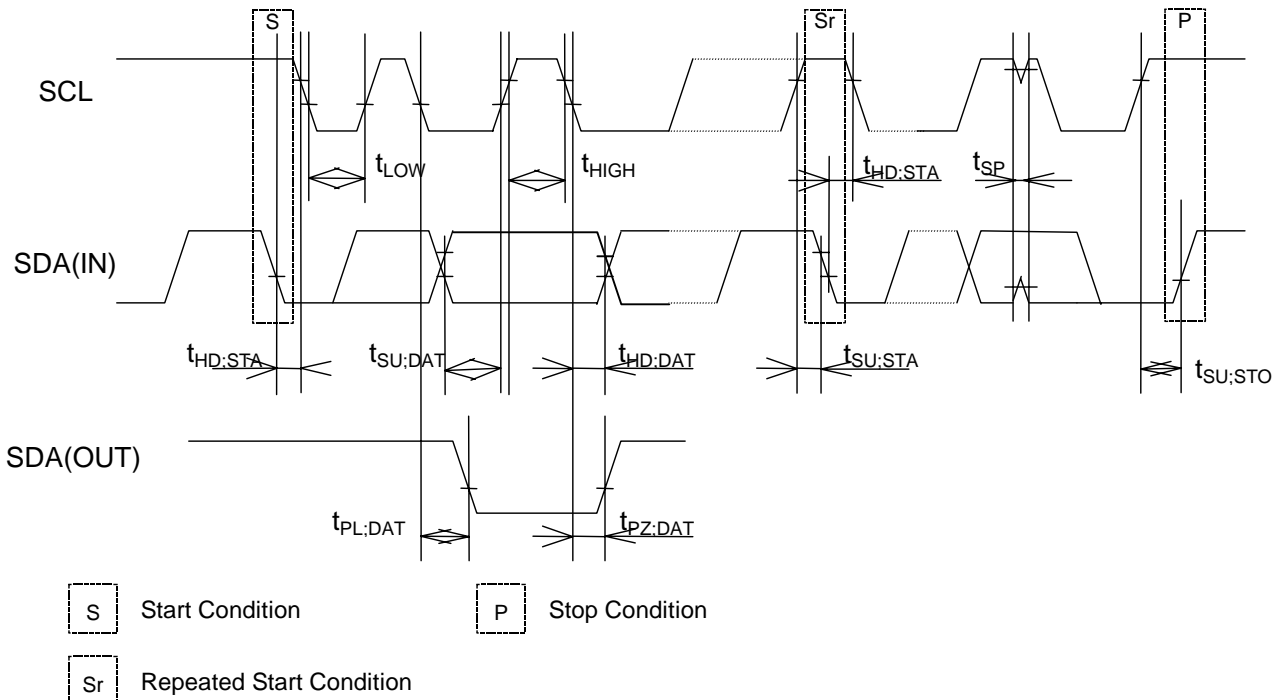 S Sr P
SCL
tLOW tHIGH tHD;STA tSP
SDA(IN)
tHD;STA tSU;DAT tHD;DAT tSU;STA tSU;STO
SDA(OUT)
tPL;DAT tPZ;DAT
S Start Condition P Stop Condition
Sr Repeated Start Condition